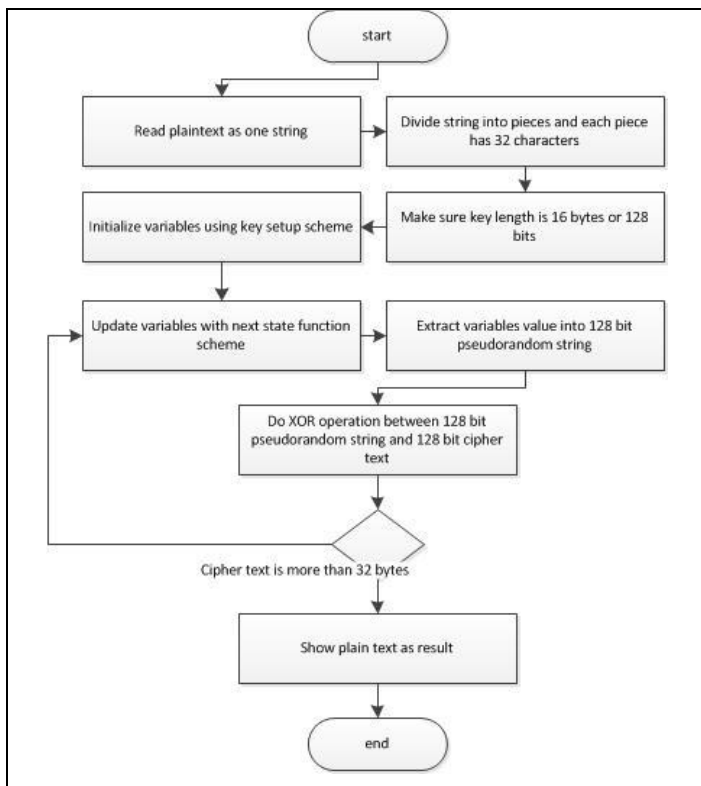 start
Read plaintext as one string
Divide string into pieces and each piece
has 32 characters
Make sure key length is 16 bytes or 128
bits
Initialize variables using key setup scheme
Update variables with next state function
scheme
Extract variables value into 128 bit
pseudorandom string
Do XOR operation between 128 bit
pseudorandom string and 128 bit cipher
text
Cipher text is more than 32 bytes
Show plain text as result
end